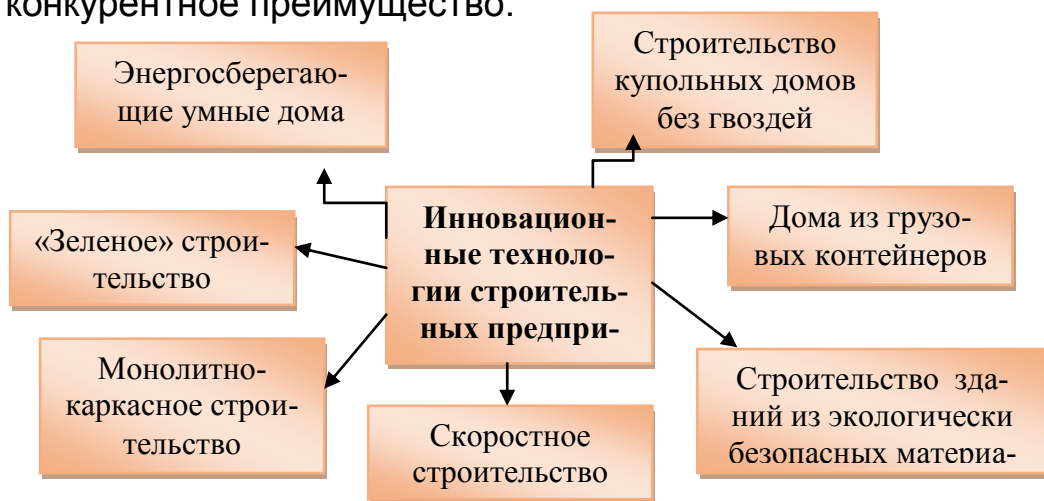 конкурентное преимущество.
Энергосберегаю-
щие умные дома
Строительство
купольных домов
без гвоздей
Инновацион-
ные техноло-
гии строитель-
ных предпри-
«Зеленое» строи-
тельство
Дома из грузо-
вых контейнеров
Монолитно-
каркасное строи-
тельство
Скоростное
строительство
Строительство зда-
ний из экологически
безопасных материа-